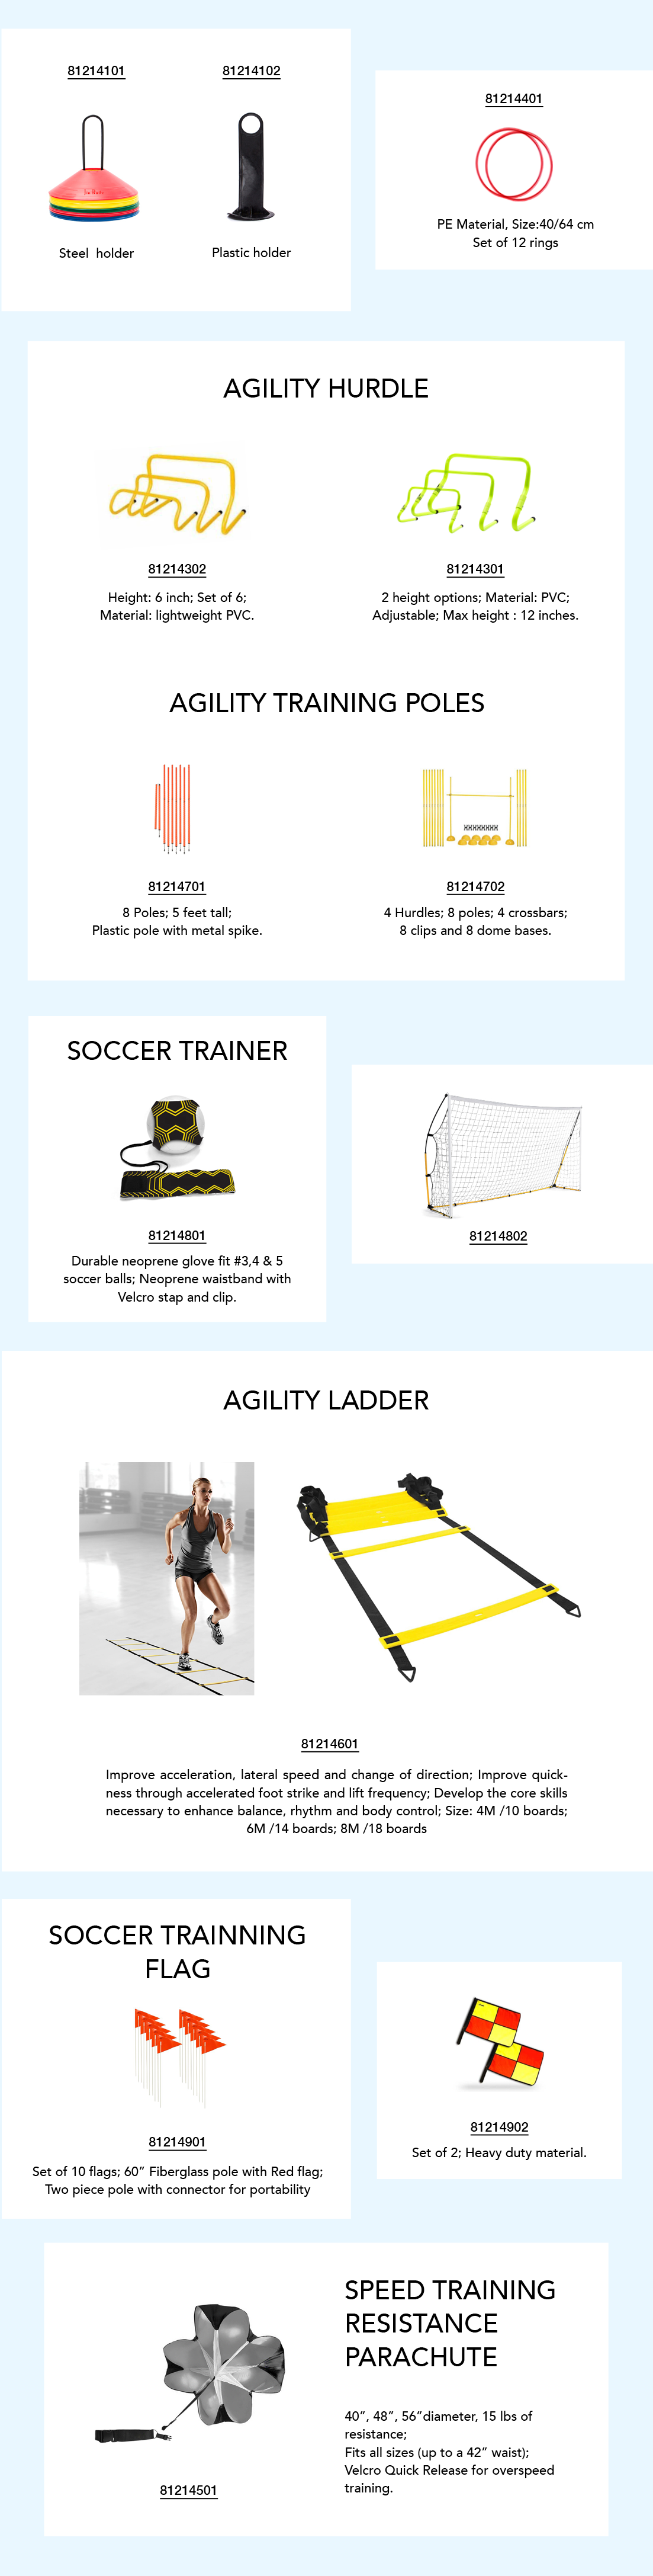 81214101
81214102
Steel holder
Plastic holder
81214401
PE Material, Size:40/64 cm
Set of 12 rings
AGILITY HURDLE
81214302
Height: 6 inch; Set of 6;
Material: lightweight PVC.
81214301
2 height options; Material: PVC;
Adjustable; Max height : 12 inches.
AGILITY TRAINING POLES
81214701
8 Poles; 5 feet tall;
Plastic pole with metal spike.
81214702
4 Hurdles; 8 poles; 4 crossbars;
8 clips and 8 dome bases.
SOCCER TRAINER
81214801
Durable neoprene glove fit #3,4 & 5
soccer balls; Neoprene waistband with
Velcro stap and clip.
81214802
AGILITY LADDER
81214601
Improve acceleration, lateral speed and change of direction; Improve quick-
ness through accelerated foot strike and lift frequency; Develop the core skills
necessary to enhance balance, rhythm and body control; Size: 4M /10 boards;
6M /14 boards; 8M /18 boards
SOCCER TRAINNING
FLAG
81214901
Set of 10 flags; 60” Fiberglass pole with Red flag;
Two piece pole with connector for portability
81214902
Set of 2; Heavy duty material.
81214501
SPEED TRAINING
RESISTANCE
PARACHUTE
40”, 48”, 56”diameter, 15 lbs of
resistance;
Fits all sizes (up to a 42” waist);
Velcro Quick Release for overspeed
training.